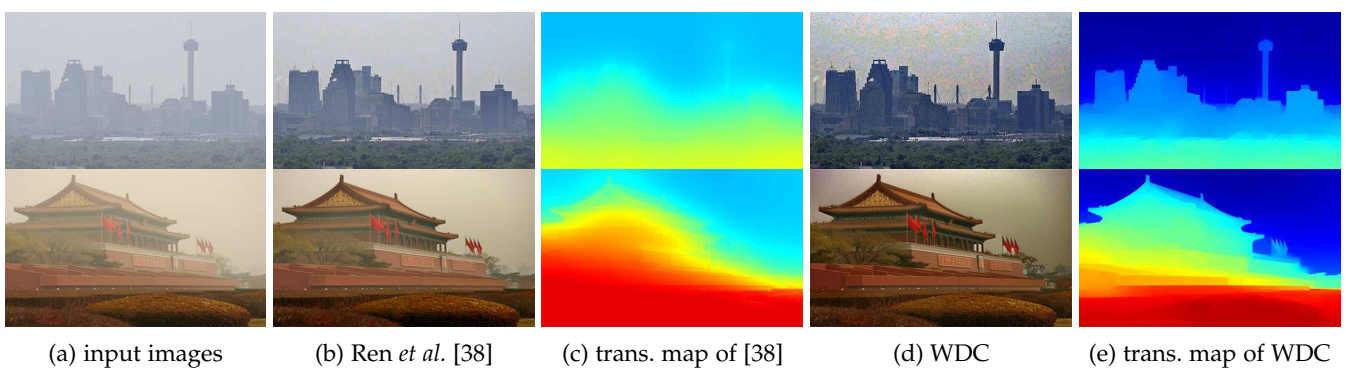 (a) input images
(b) Ren et al. [38]
(c) trans. map of [38]
(d) WDC
(e) trans. map of WDC